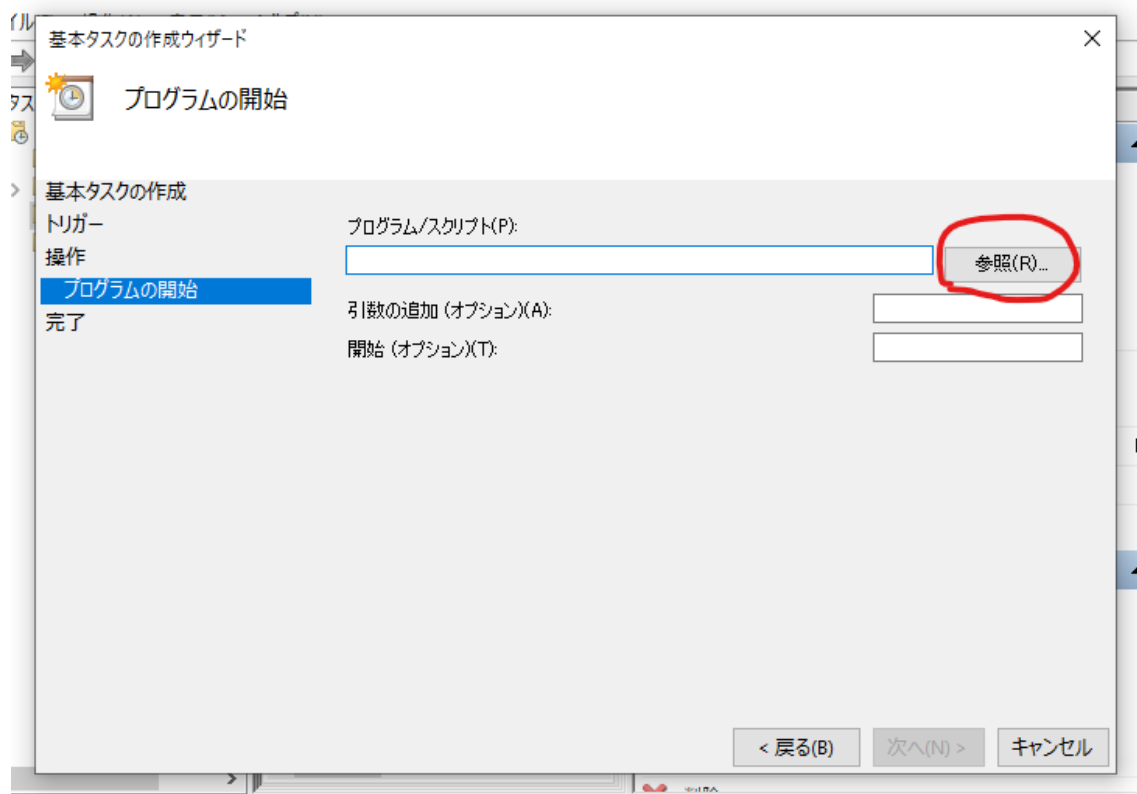 基本タスクの作成ウィザード
プログラムの開始
基本タスクの作成
トリガー
操作
プログラムの開始
完了
プログラム/スクリプト(P):
参照(R)...
引数の追加 (オプション)(A):
開始 (オプション)(T):
< 戻る(B)
次へ(N) >
キャンセル